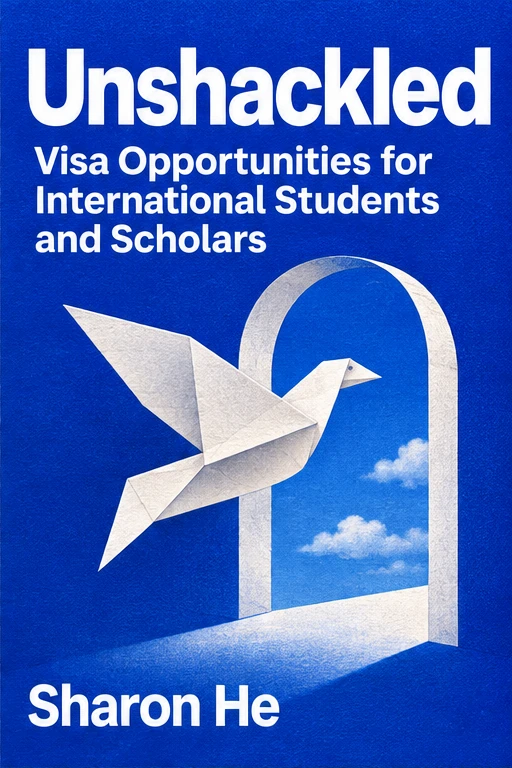 Unshackled
Visa Opportunities for
International Students
and Scholars
Sharon He